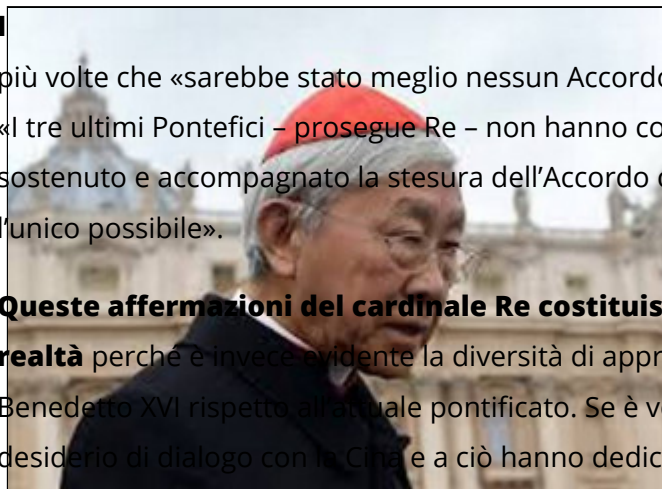 più volte che «sarebbe stato meglio nessun Accordo
«I tre ultimi Pontefici – prosegue Re – non hanno co
sostenuto e accompagnato la stesura dell’Accordo
l’unico possibile».
Queste affermazioni del cardinale Re costituis
realtà perché è invece evidente la diversità di appr
Benedetto XVI rispetto all’attuale pontificato. Se è v
desiderio di dialogo con la Cina e a ciò hanno dedic